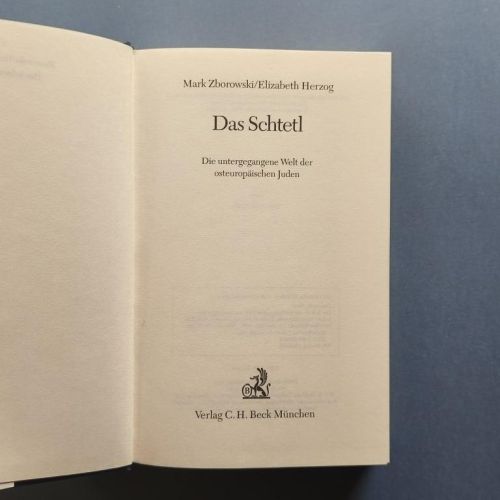 Mark Zborowski/Elizabeth Herzog
Das Schtetl
Die untergegangene Welt der
osteuropäischen Juden
B
Verlag C. H. Beck München